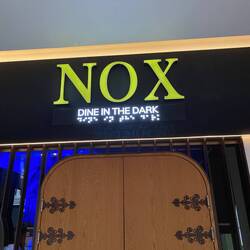 NOX
DINE IN THE DARK
⠙⠊⠝⠑ ⠊⠝ ⠞⠓⠑ ⠙⠁⠗⠅